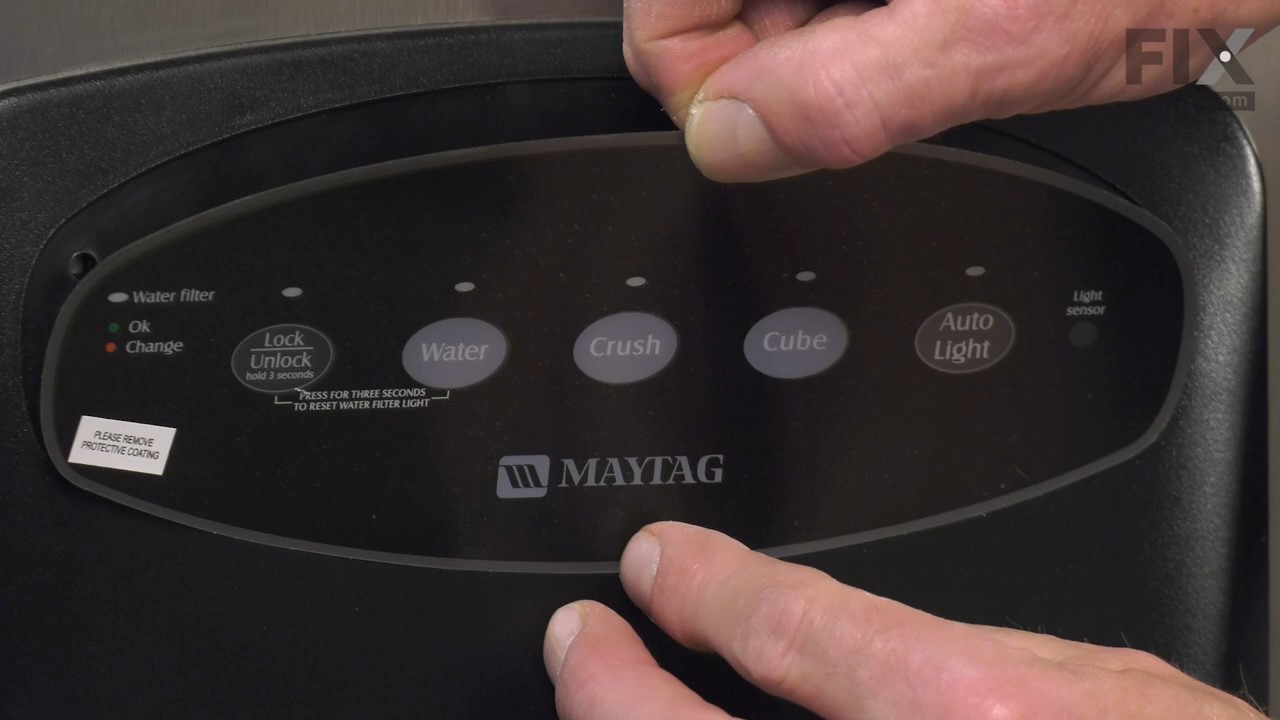 FIX
.com
Water filter
Ok
Change
Lock
Unlock
hold 3 seconds
Water
Crush
Cube
Auto
Light
Light
sensor
PRESS FOR THREE SECONDS
TO RESET WATER FILTER LIGHT
PLEASE REMOVE
PROTECTIVE COATING
MAYTAG